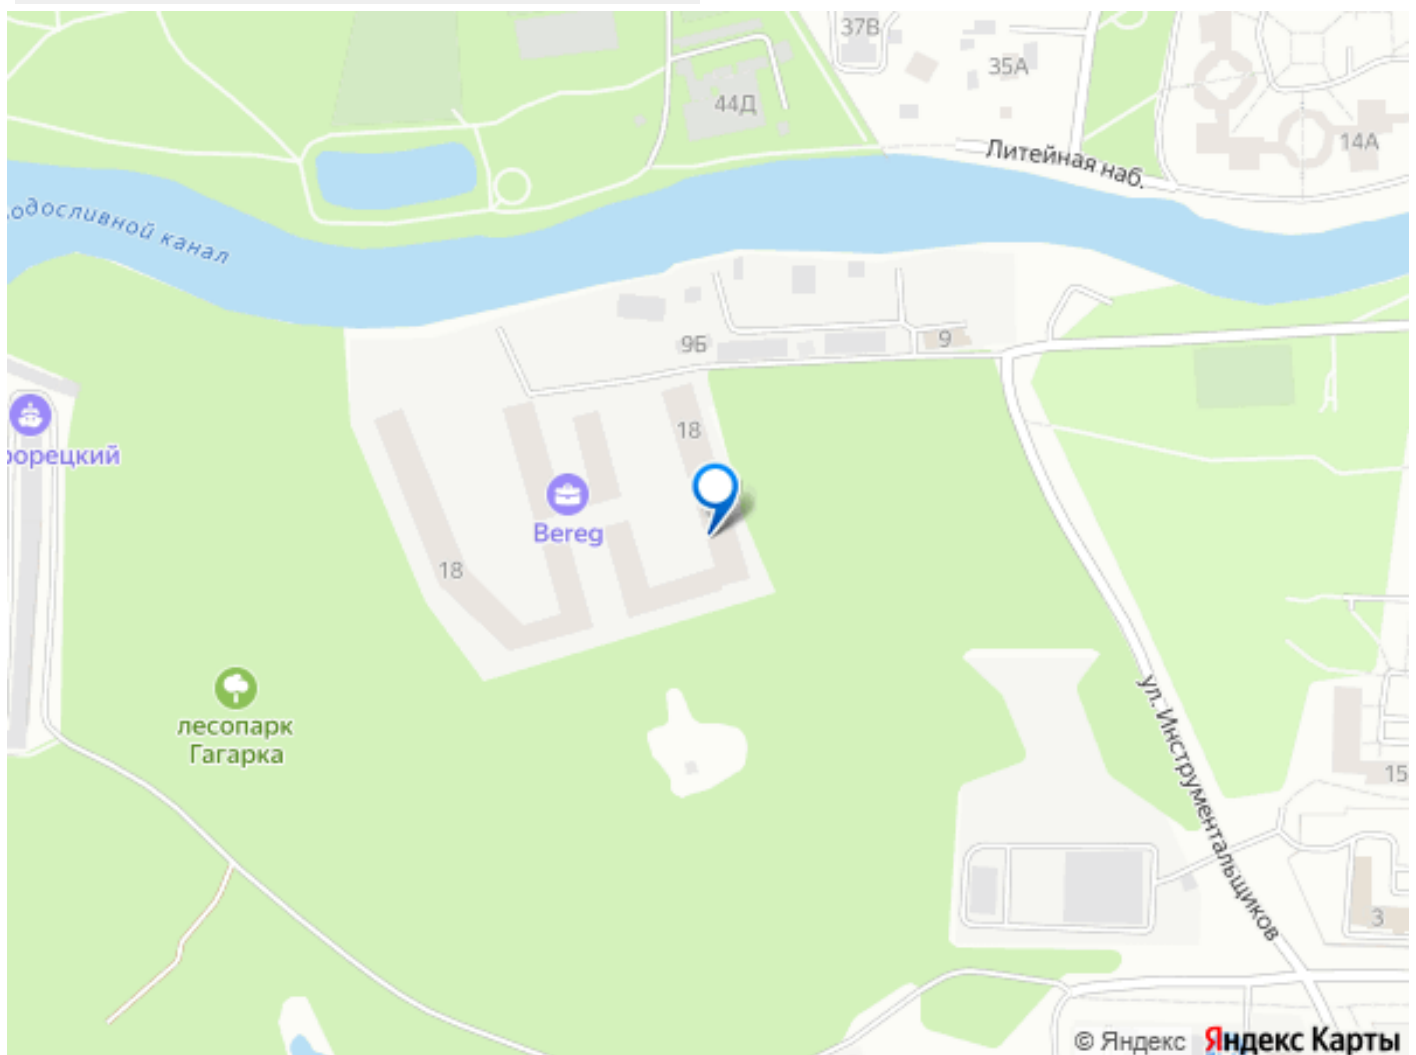 37В
35А
44Д
14А
Литейная наб.
одосливной канал
9Б
9
18
рорецкий
Bereg
18
лесопарк
Гагарка
ул. Инструментальщиков
15
3
© Яндекс Яндекс Карты